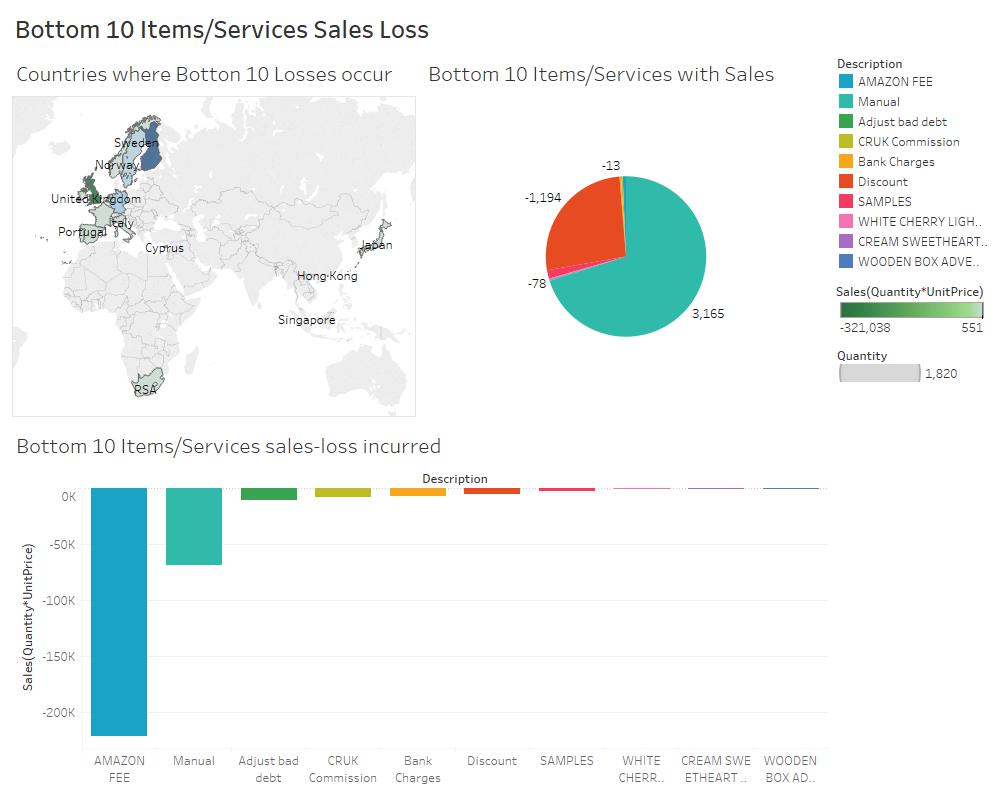 Bottom 10 Items/Services Sales Loss
Countries where Botton 10 Losses occur
Sweden
Norway
United Kingdom
Italy
Portugal
Cyprus
Japan
Hong Kong
Singapore
RSA
Bottom 10 Items/Services with Sales
-13
-1,194
-78
3,165
Description
AMAZON FEE
Manual
Adjust bad debt
CRUK Commission
Bank Charges
Discount
SAMPLES
WHITE CHERRY LIGH..
CREAM SWEETHEART..
WOODEN BOX ADVE..
Sales(Quantity*UnitPrice)
-321,038 551
Quantity
1,820
Bottom 10 Items/Services sales-loss incurred
Description
Sales(Quantity*UnitPrice)
0K
-50K
-100K
-150K
-200K
AMAZON FEE
Manual
Adjust bad debt
CRUK Commission
Bank Charges
Discount
SAMPLES
WHITE CHERR..
CREAM SWE ETHEART ..
WOODEN BOX AD..